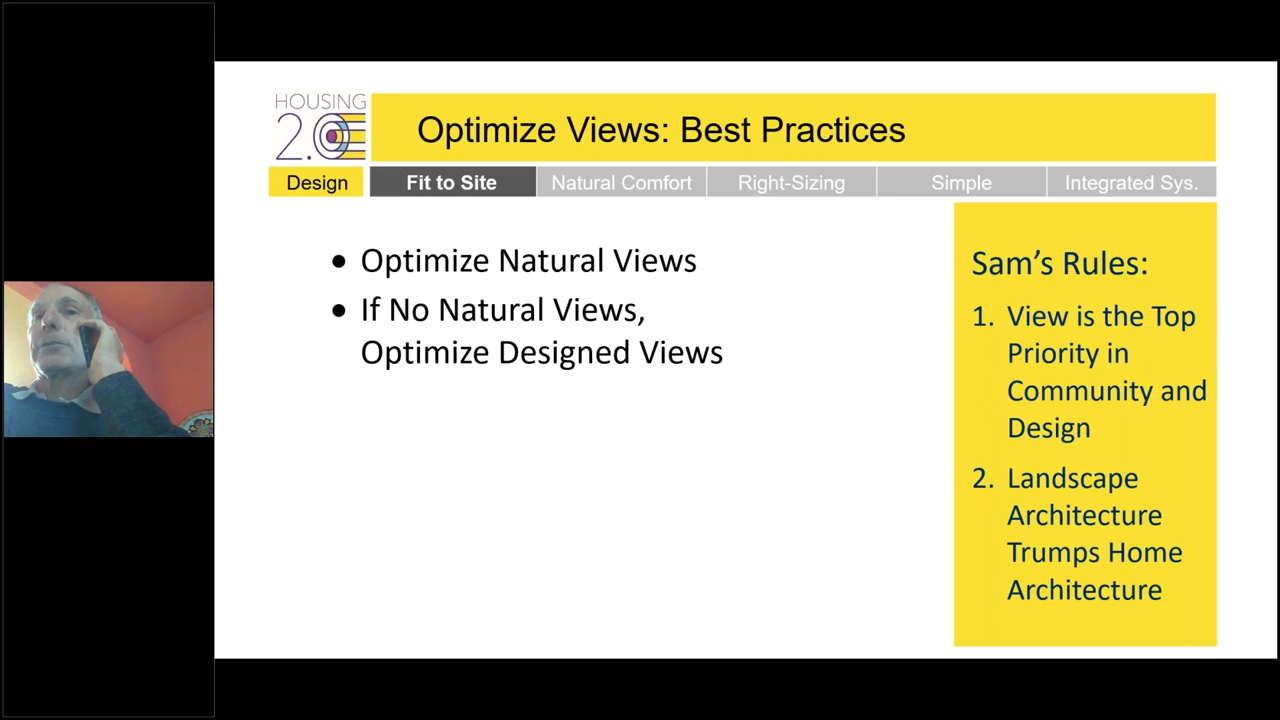 HOUSING
2.0
Optimize Views: Best Practices
Design
Fit to Site
Natural Comfort
Right-Sizing
Simple
Integrated Sys.
• Optimize Natural Views
• If No Natural Views,
Optimize Designed Views
Sam’s Rules:
1. View is the Top
Priority in
Community and
Design
2. Landscape
Architecture
Trumps Home
Architecture